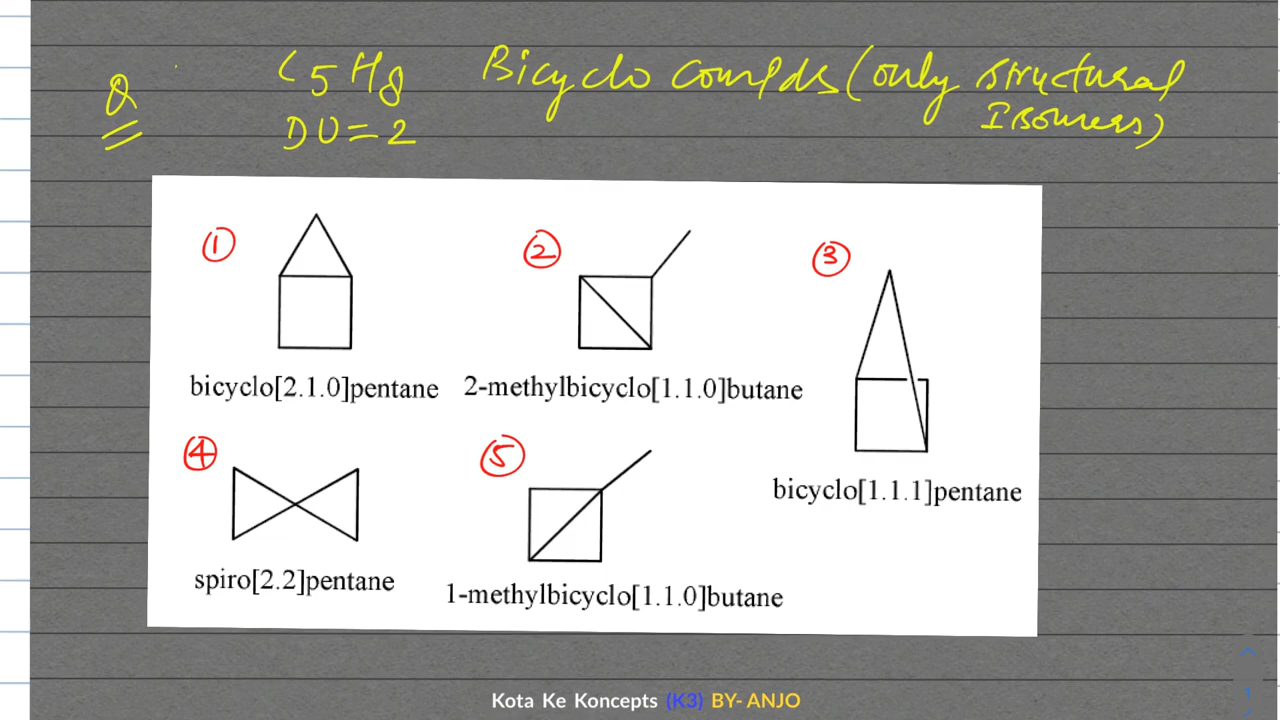 Q C5H8 Bicyclo Compds (only structural Isomers)
DU=2
① ② ③
bicyclo[2.1.0]pentane 2-methylbicyclo[1.1.0]butane
④ ⑤
bicyclo[1.1.1]pentane
spiro[2.2]pentane 1-methylbicyclo[1.1.0]butane
Kota Ke Koncepts (K3) BY- ANJO
1